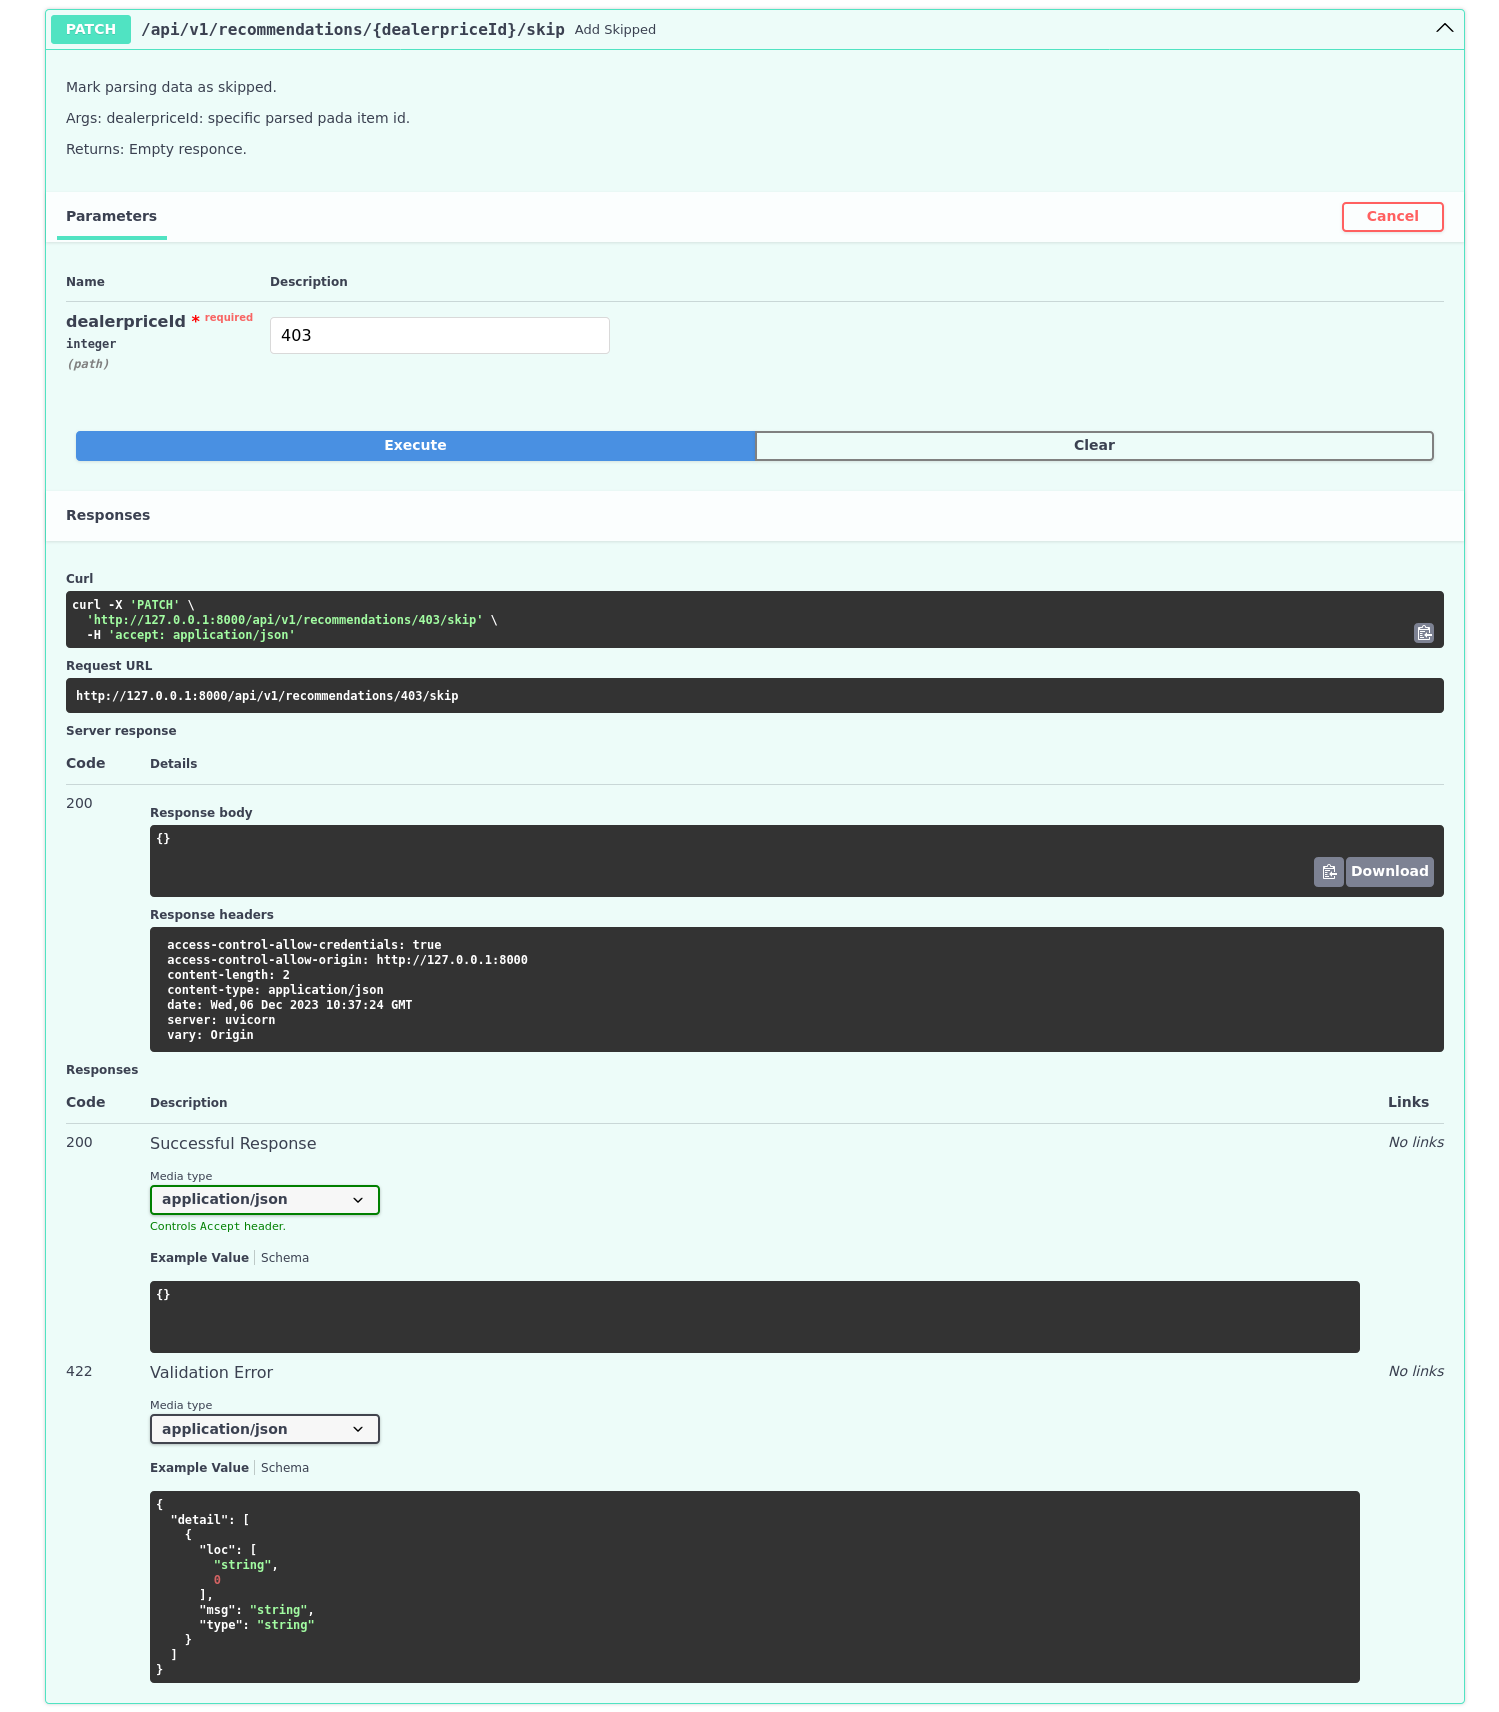 PATCH /api/v1/recommendations/{dealerpriceId}/skip Add Skipped
Mark parsing data as skipped.
Args: dealerpriceId: specific parsed pada item id.
Returns: Empty responce.
Parameters Cancel
Name Description
dealerpriceId * required
integer
(path)
403
Execute Clear
Responses
Curl
curl -X 'PATCH' \
  'http://127.0.0.1:8000/api/v1/recommendations/403/skip' \
  -H 'accept: application/json'
Request URL
http://127.0.0.1:8000/api/v1/recommendations/403/skip
Server response
Code Details
200
Response body
{}
Download
Response headers
access-control-allow-credentials: true
access-control-allow-origin: http://127.0.0.1:8000
content-length: 2
content-type: application/json
date: Wed,06 Dec 2023 10:37:24 GMT
server: uvicorn
vary: Origin
Responses
Code Description Links
200 Successful Response No links
Media type
application/json
Controls Accept header.
Example Value Schema
{}
422 Validation Error No links
Media type
application/json
Example Value Schema
{
  "detail": [
    {
      "loc": [
        "string",
        0
      ],
      "msg": "string",
      "type": "string"
    }
  ]
}